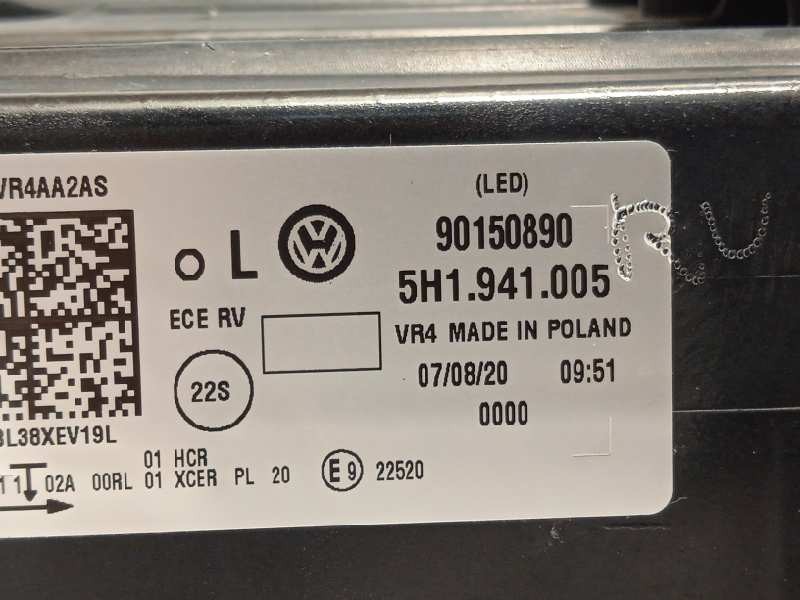 VR4AA2AS
(LED)
L
90150890
5H1.941.005
ECE RV
VR4 MADE IN POLAND
22S
07/08/20 09:51
0000
3L38XEV19L
01 HCR
02A 00RL 01 XCER PL 20
E9 22520
RV